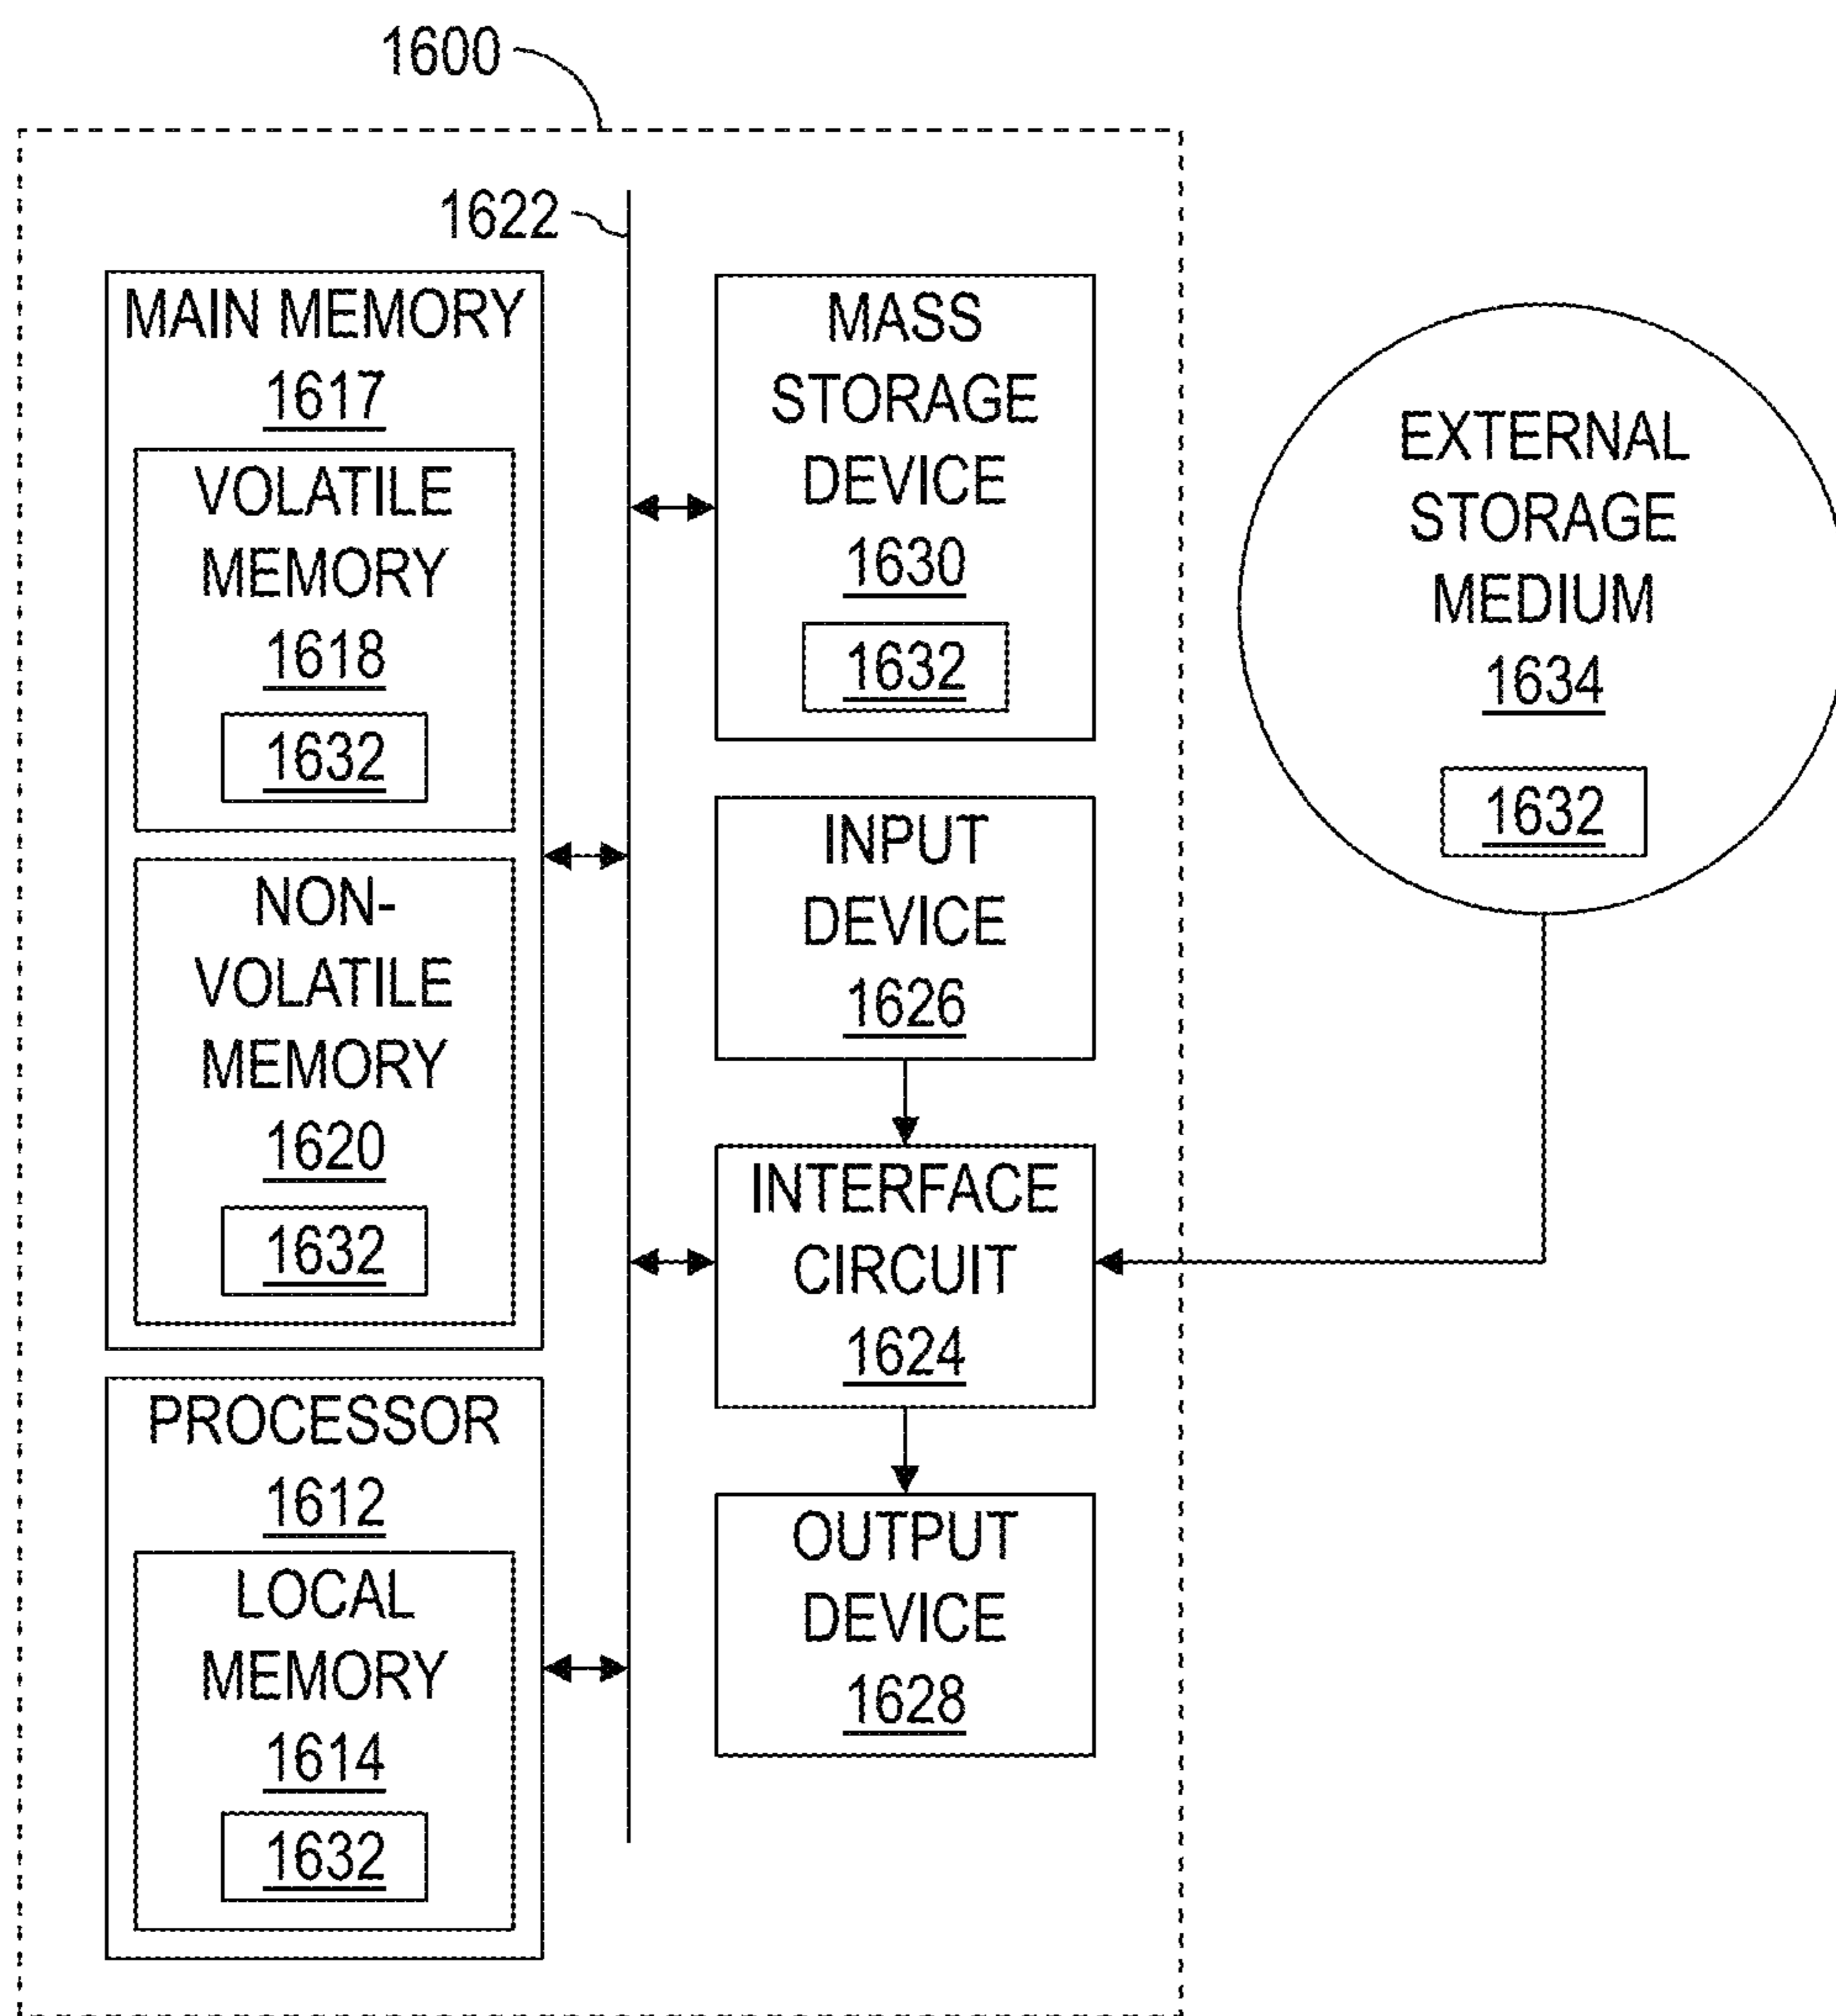 1600
1622
MAIN MEMORY
1617
VOLATILE
MEMORY
1618
1632
NON-
VOLATILE
MEMORY
1620
1632
PROCESSOR
1612
LOCAL
MEMORY
1614
1632
MASS
STORAGE
DEVICE
1630
1632
INPUT
DEVICE
1626
INTERFACE
CIRCUIT
1624
OUTPUT
DEVICE
1628
EXTERNAL
STORAGE
MEDIUM
1634
1632